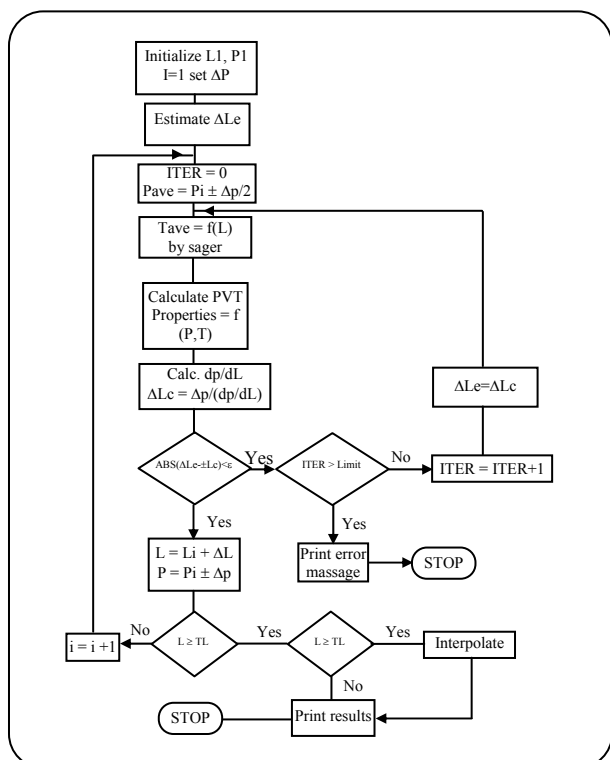 Initialize L1, P1
I=1 set ΔP
Estimate ΔLe
ITER = 0
Pave = Pi ± Δp/2
Tave = f(L)
by sager
Calculate PVT
Properties = f
(P,T)
Calc. dp/dL
ΔLc = Δp/(dp/dL)
ΔLe=ΔLc
ABS(ΔLe-±Lc)<ε
Yes
ITER > Limit
No
ITER = ITER+1
Yes
Yes
L = Li + ΔL
P = Pi ± Δp
Print error
massage
STOP
i = i +1
No
L ≥ TL
Yes
L ≥ TL
Yes
Interpolate
No
STOP
Print results